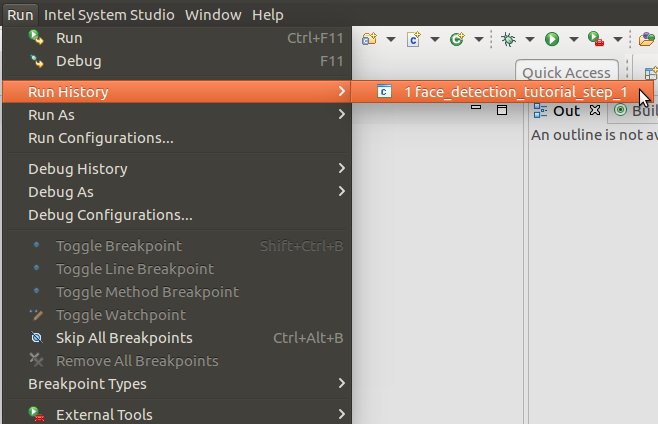 Run Intel System Studio Window Help
Run Ctrl+F11
Debug F11
Quick Access
Run History 1 face_detection_tutorial_step_1
Run As
Out Buil
Run Configurations...
An outline is not av
Debug History
Debug As
Debug Configurations...
Toggle Breakpoint Shift+Ctrl+B
Toggle Line Breakpoint
Toggle Method Breakpoint
Toggle Watchpoint
Skip All Breakpoints Ctrl+Alt+B
Remove All Breakpoints
Breakpoint Types
External Tools